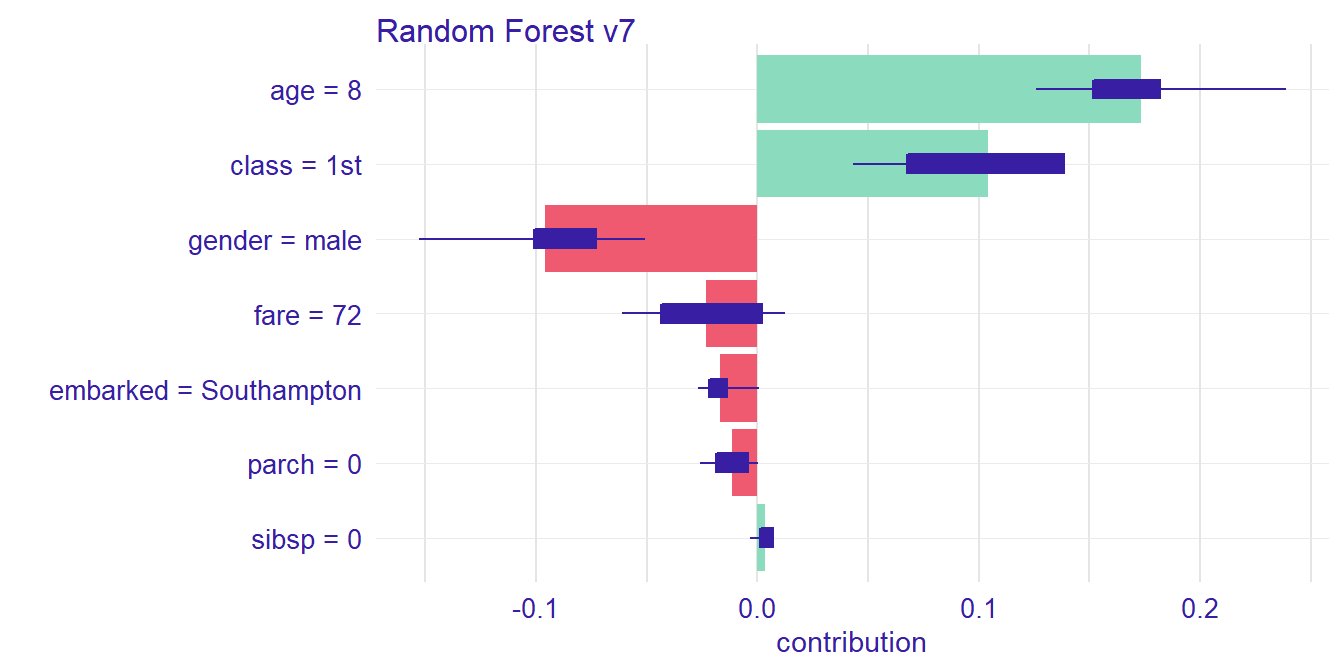 Random Forest v7
age = 8
class = 1st
gender = male
fare = 72
embarked = Southampton
parch = 0
sibsp = 0
-0.1 0.0 0.1 0.2
contribution